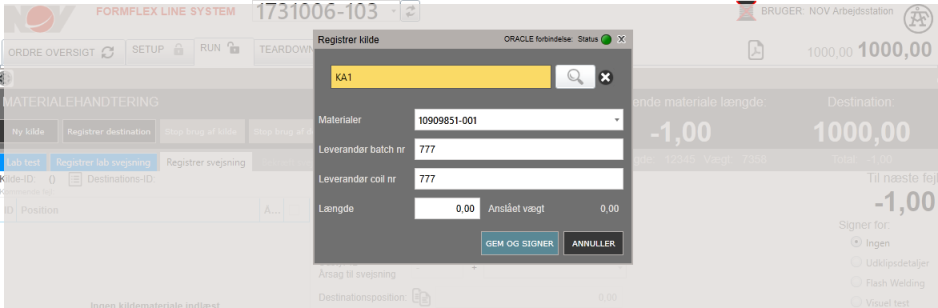 NOV
FORMFLEX LINE SYSTEM
1731006-103
BRUGER: NOV Arbejdsstation
ORDRE OVERSIGT
SETUP
RUN
TEARDOWN
1000,00 1000,00
Registrer kilde
ORACLE forbindelse: Status
KA1
Materialer
10909851-001
Leverandør batch nr
777
Leverandør coil nr
777
Længde
0,00
Anslået vægt
0,00
GEM OG SIGNER
ANNULLER
MATERIALEHANDTERING
ende materiale længde:
Destination:
Ny kilde
Registrer destination
Stop brug af kilde
Stop brug af d
-1,00
1000,00
Lab test
Registrer lab svejsning
Registrer svejsning
12345 Vægt: 7336
Total: -1,00
Kilde-ID:
()
Destinations-ID:
Til næste fejl
-1,00
ID
Position
A...
Signer for:
Ingen
Udklipsdetaljer
Flash Welding
Visuel test
Årsag til svejsning
Destinationsposition:
0,00
Ingen kildemateriale indlæst